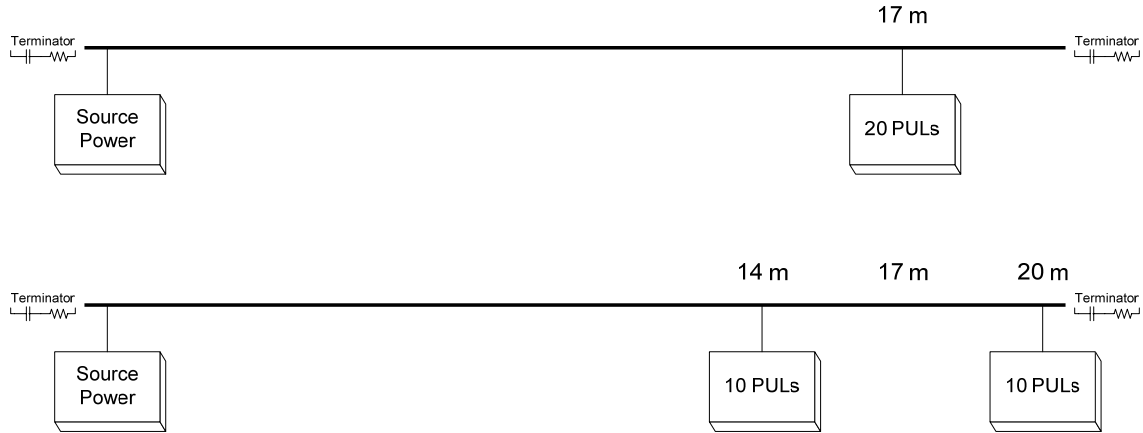 17 m
Terminator
Terminator
Source
Power
20 PULs
14 m
17 m
20 m
Terminator
Terminator
Source
Power
10 PULs
10 PULs